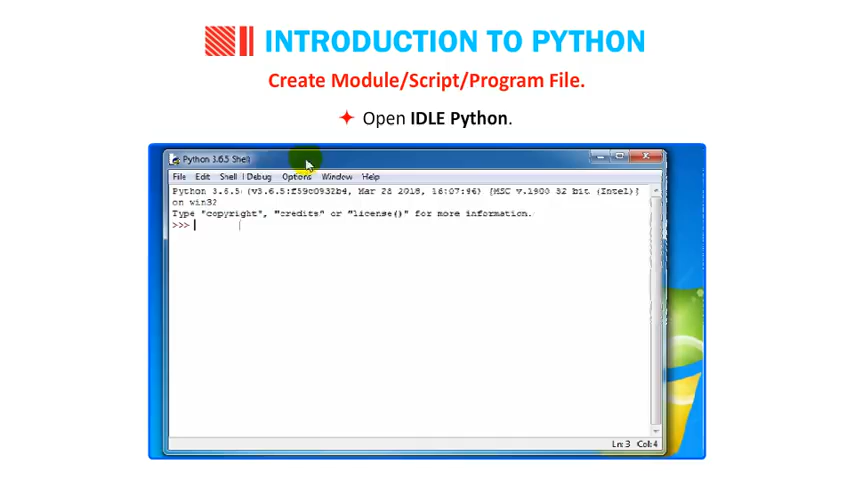 INTRODUCTION TO PYTHON
Create Module/Script/Program File.
Open IDLE Python.
Python 3.6.5 Shell
File Edit Shell Debug Options Window Help
Python 3.6.5 (v3.6.5:f59c0932b4, Mar 28 2018, 16:07:46) [MSC v.1900 32 bit (Intel)]
on win32
Type "copyright", "credits" or "license()" for more information.
>>>
Ln: 3 Col: 4